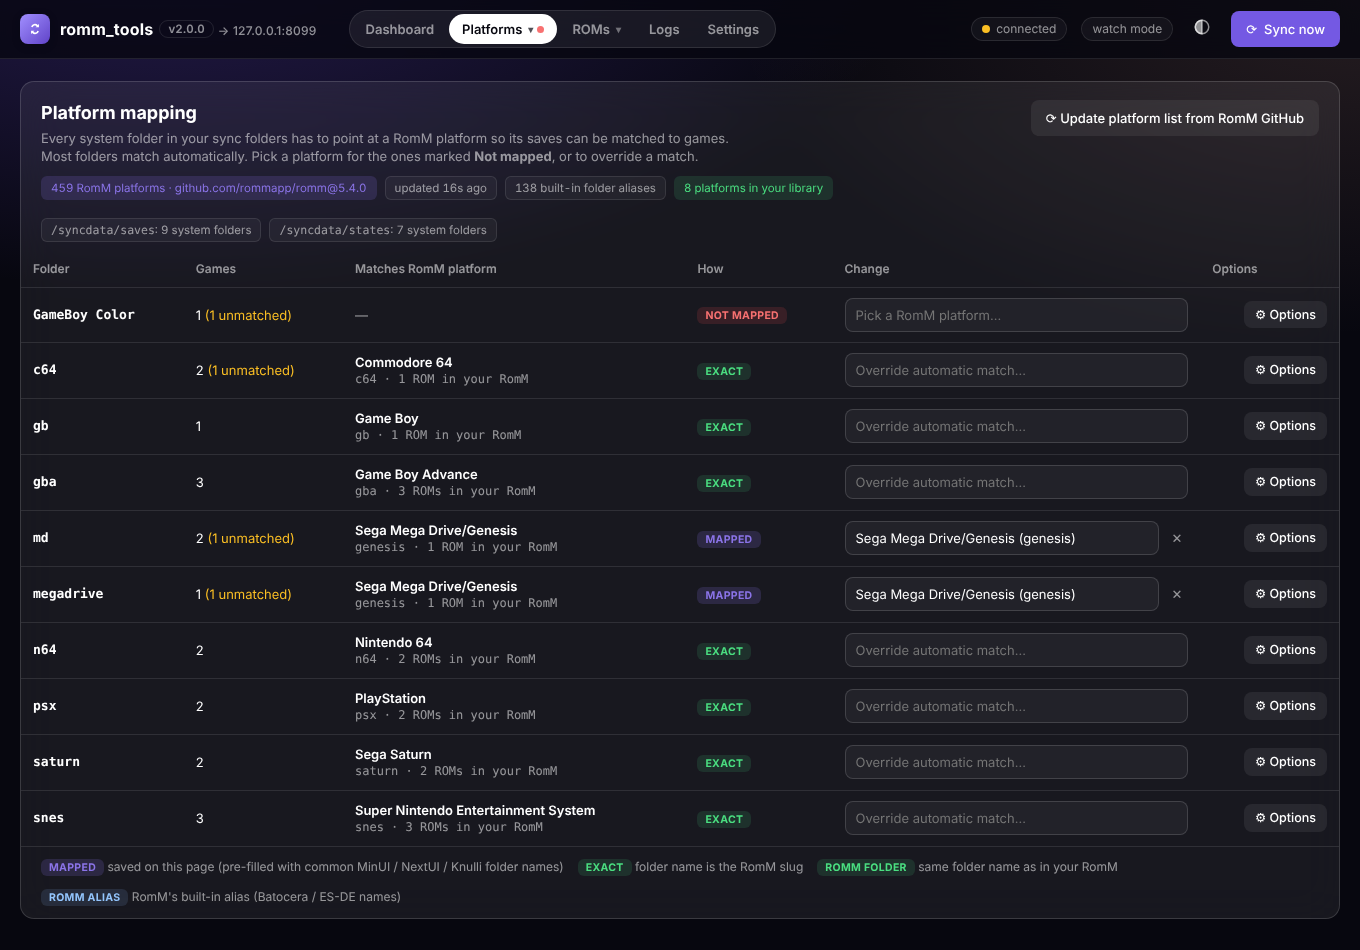 romm_tools v2.0.0 → 127.0.0.1:8099 Dashboard Platforms ▾ ROMs ▾ Logs Settings connected watch mode ⟳ Sync now
Platform mapping
⟳ Update platform list from RomM GitHub
Every system folder in your sync folders has to point at a RomM platform so its saves can be matched to games.
Most folders match automatically. Pick a platform for the ones marked Not mapped, or to override a match.
459 RomM platforms · github.com/rommapp/romm@5.4.0 updated 16s ago 138 built-in folder aliases 8 platforms in your library
/syncdata/saves: 9 system folders /syncdata/states: 7 system folders
Folder Games Matches RomM platform How Change Options
GameBoy Color 1 (1 unmatched) — NOT MAPPED Pick a RomM platform... ⚙ Options
c64 2 (1 unmatched) Commodore 64 EXACT Override automatic match... ⚙ Options
c64 · 1 ROM in your RomM
gb 1 Game Boy EXACT Override automatic match... ⚙ Options
gb · 1 ROM in your RomM
gba 3 Game Boy Advance EXACT Override automatic match... ⚙ Options
gba · 3 ROMs in your RomM
md 2 (1 unmatched) Sega Mega Drive/Genesis MAPPED Sega Mega Drive/Genesis (genesis) × ⚙ Options
genesis · 1 ROM in your RomM
megadrive 1 (1 unmatched) Sega Mega Drive/Genesis MAPPED Sega Mega Drive/Genesis (genesis) × ⚙ Options
genesis · 1 ROM in your RomM
n64 2 Nintendo 64 EXACT Override automatic match... ⚙ Options
n64 · 2 ROMs in your RomM
psx 2 PlayStation EXACT Override automatic match... ⚙ Options
psx · 2 ROMs in your RomM
saturn 2 Sega Saturn EXACT Override automatic match... ⚙ Options
saturn · 2 ROMs in your RomM
snes 3 Super Nintendo Entertainment System EXACT Override automatic match... ⚙ Options
snes · 3 ROMs in your RomM
MAPPED saved on this page (pre-filled with common MinUI / NextUI / Knulli folder names) EXACT folder name is the RomM slug ROMM FOLDER same folder name as in your RomM
ROMM ALIAS RomM's built-in alias (Batocera / ES-DE names)